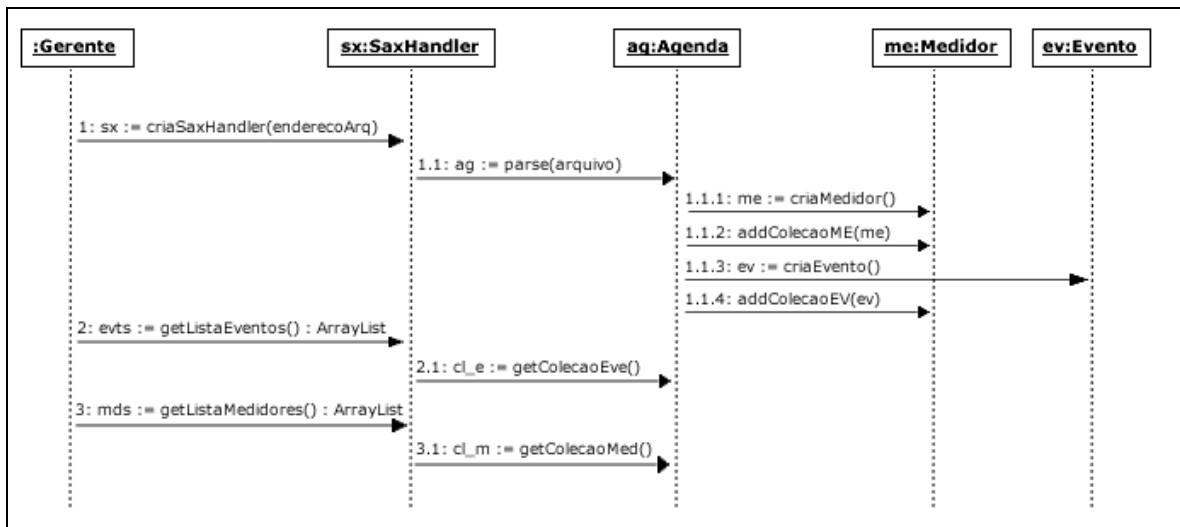 :Gerente sx:SaxHandler ag:Agenda me:Medidor ev:Evento
1: sx := criaSaxHandler(enderecoArq)
1.1: ag := parse(arquivo)
1.1.1: me := criaMedidor()
1.1.2: addColecaoME(me)
1.1.3: ev := criaEvento()
1.1.4: addColecaoEV(ev)
2: evts := getListaEventos() : ArrayList
2.1: cl_e := getColecaoEve()
3: mds := getListaMedidores() : ArrayList
3.1: cl_m := getColecaoMed()